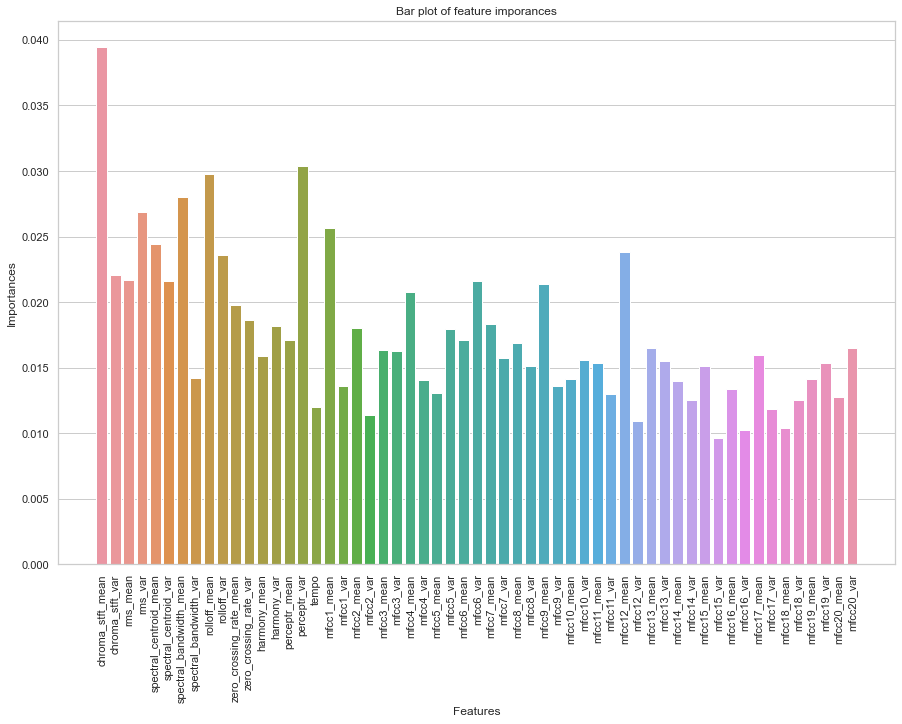 Bar plot of feature imporances
0.040
0.035
0.030
0.025
0.020
0.015
0.010
0.005
0.000
Importances
chroma_stft_mean
chroma_stft_var
rms_mean
rms_var
spectral_centroid_mean
spectral_centroid_var
spectral_bandwidth_mean
spectral_bandwidth_var
rolloff_mean
rolloff_var
zero_crossing_rate_mean
zero_crossing_rate_var
harmony_mean
harmony_var
perceptr_mean
perceptr_var
tempo
mfcc1_mean
mfcc1_var
mfcc2_mean
mfcc2_var
mfcc3_mean
mfcc3_var
mfcc4_mean
mfcc4_var
mfcc5_mean
mfcc5_var
mfcc6_mean
mfcc6_var
mfcc7_mean
mfcc7_var
mfcc8_mean
mfcc8_var
mfcc9_mean
mfcc9_var
mfcc10_mean
mfcc10_var
mfcc11_mean
mfcc11_var
mfcc12_mean
mfcc12_var
mfcc13_mean
mfcc13_var
mfcc14_mean
mfcc14_var
mfcc15_mean
mfcc15_var
mfcc16_mean
mfcc16_var
mfcc17_mean
mfcc17_var
mfcc18_mean
mfcc18_var
mfcc19_mean
mfcc19_var
mfcc20_mean
mfcc20_var
Features